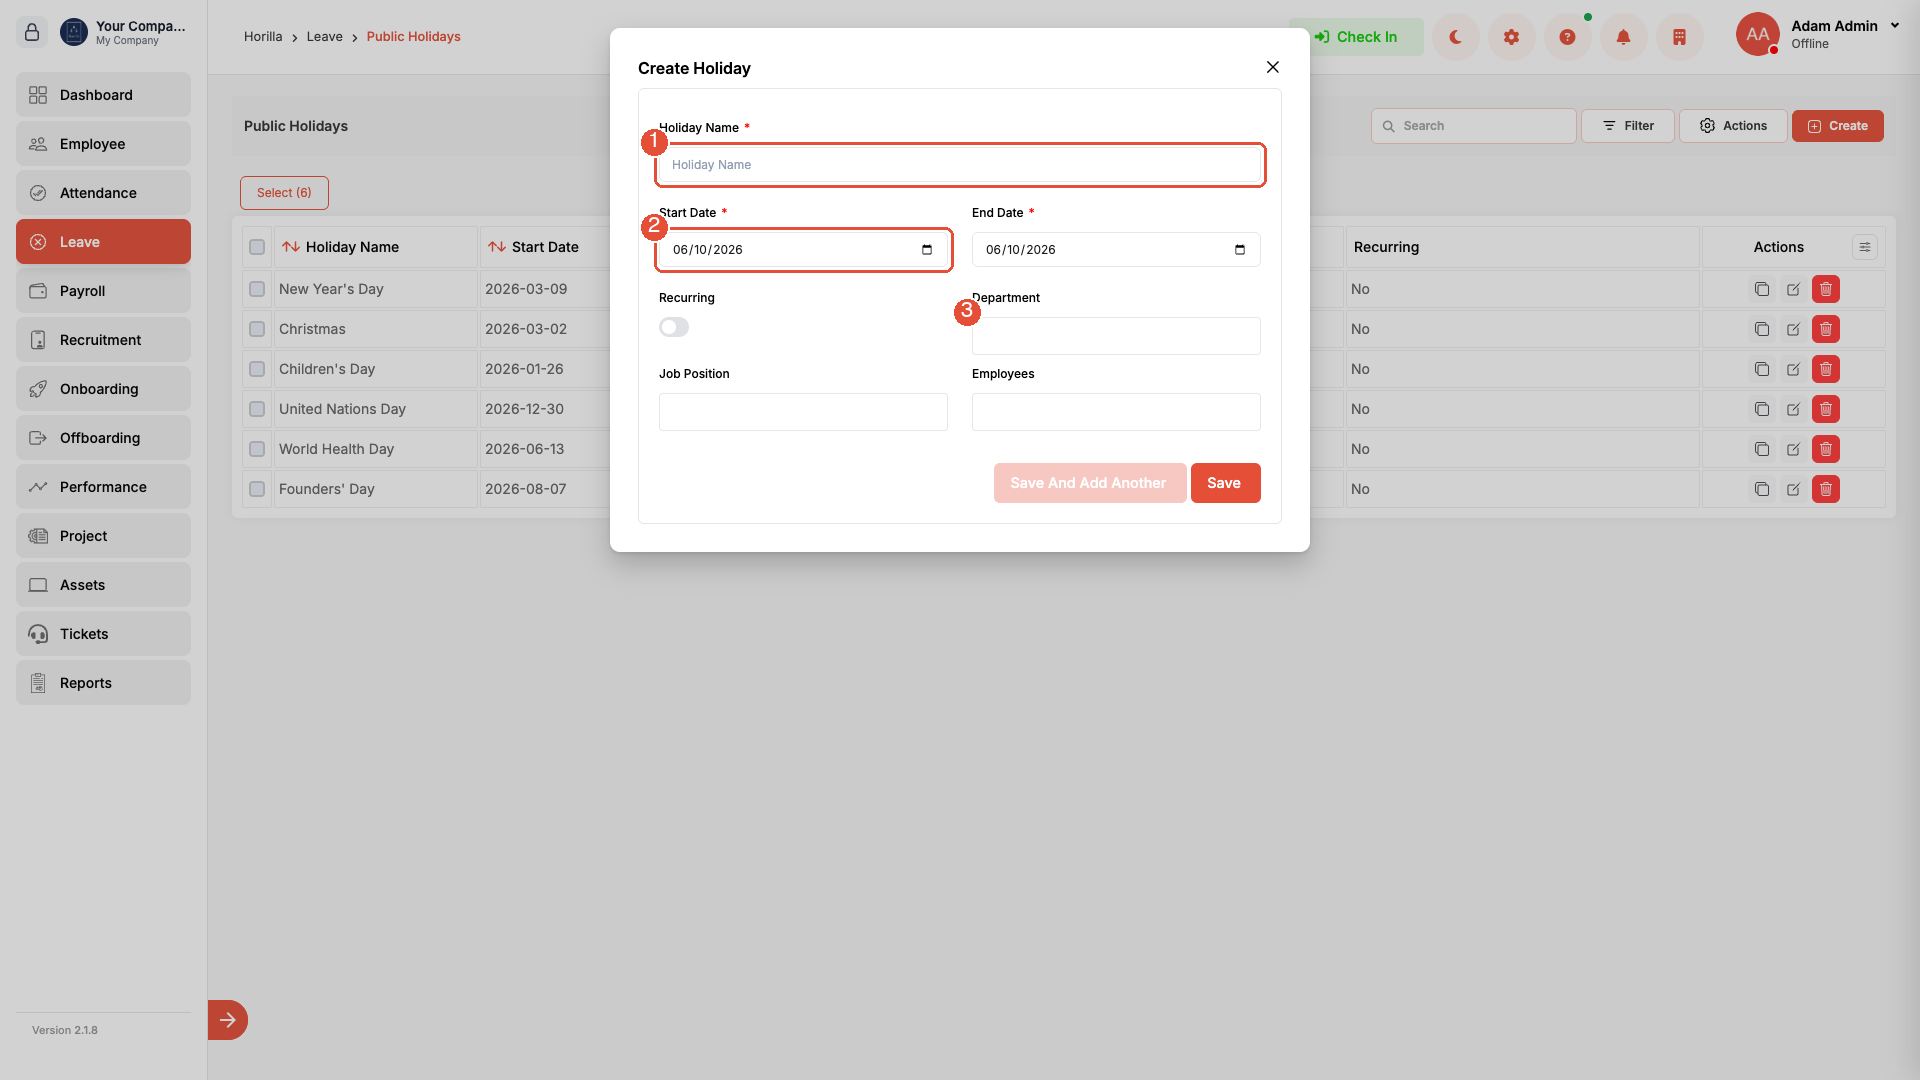 Your Compa...
My Company
Horilla
Leave
Public Holidays
Check In
AA
Adam Admin
Offline
Dashboard
Employee
Attendance
Leave
Payroll
Recruitment
Onboarding
Offboarding
Performance
Project
Assets
Tickets
Reports
Version 2.1.8
Public Holidays
Search
Filter
Actions
Create
Select (6)
Holiday Name Start Date Recurring Actions
New Year's Day 2026-03-09 No
Christmas 2026-03-02 No
Children's Day 2026-01-26 No
United Nations Day 2026-12-30 No
World Health Day 2026-06-13 No
Founders' Day 2026-08-07 No
Create Holiday
Holiday Name *
1
Holiday Name
Start Date *
2
06/10/2026
End Date *
06/10/2026
Recurring
Department
3
Job Position
Employees
Save And Add Another
Save